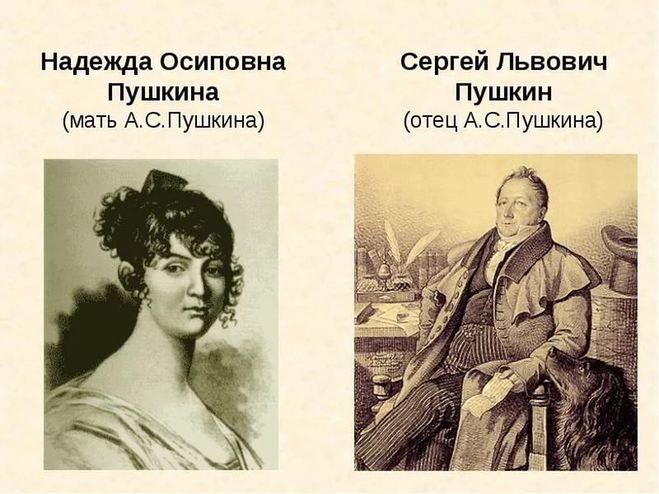 Надежда Осиповна
Пушкина
(мать А.С.Пушкина)
Сергей Львович
Пушкин
(отец А.С.Пушкина)